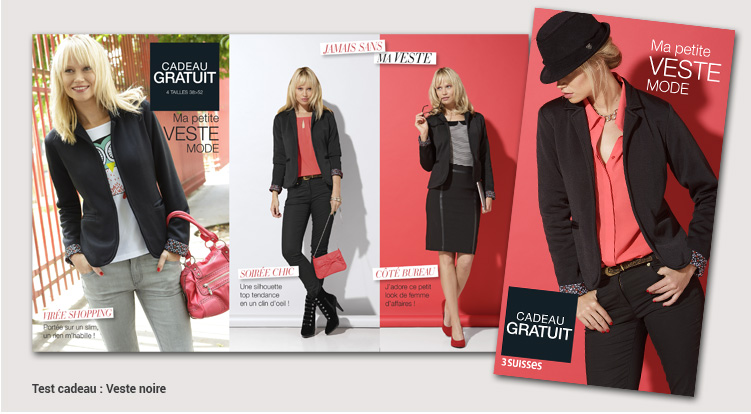 CADEAU
GRATUIT
4 TAILLES 38>52
Ma petite
VESTE
MODE
VIRÉE SHOPPING
Portée sur un slim,
un rien m'habille !
JAMAIS SANS
MA VESTE
SOIRÉE CHIC
Une silhouette
top tendance
en un clin d'oeil !
CÔTÉ BUREAU
J'adore ce petit
look de femme
d'affaires !
Ma petite
VESTE
MODE
CADEAU
GRATUIT
3 SUISSES
Test cadeau : Veste noire